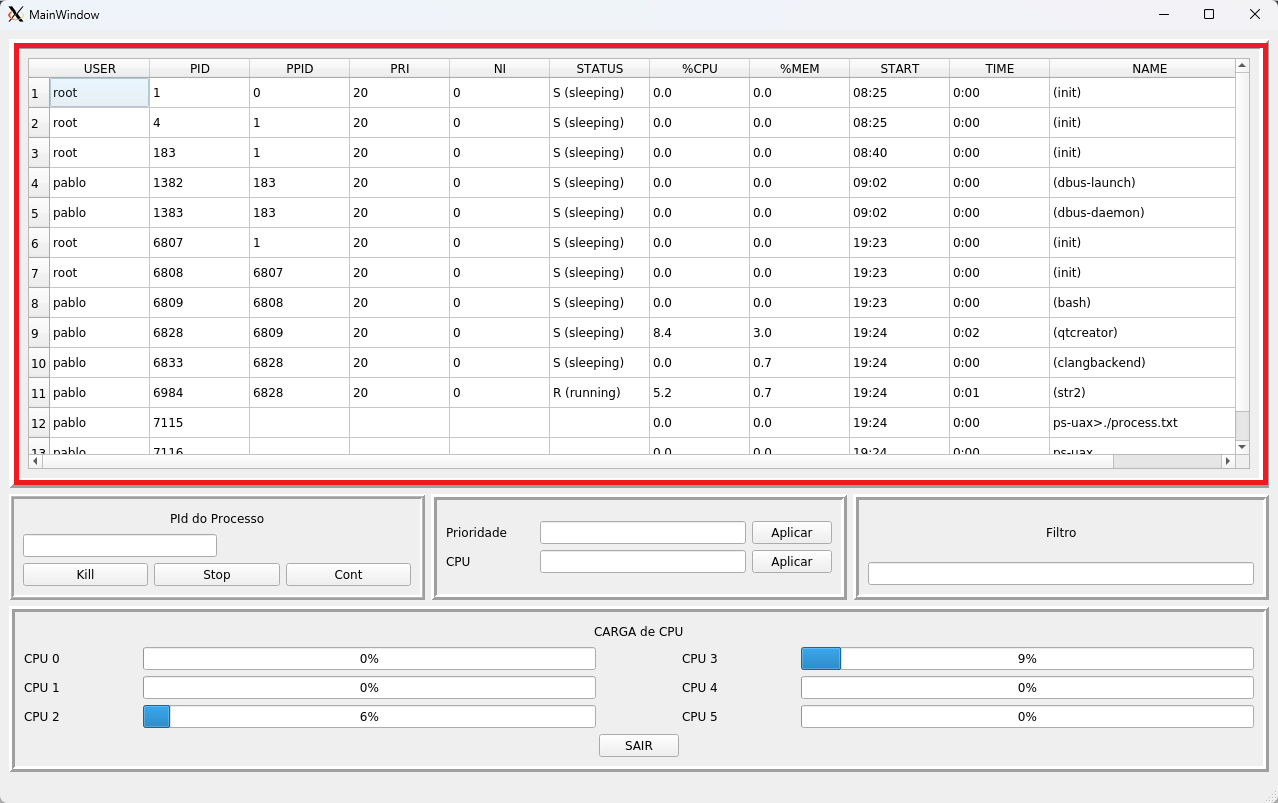 MainWindow
USER PID PPID PRI NI STATUS %CPU %MEM START TIME NAME
1 root 1 0 20 0 S (sleeping) 0.0 0.0 08:25 0:00 (init)
2 root 4 1 20 0 S (sleeping) 0.0 0.0 08:25 0:00 (init)
3 root 183 1 20 0 S (sleeping) 0.0 0.0 08:40 0:00 (init)
4 pablo 1382 183 20 0 S (sleeping) 0.0 0.0 09:02 0:00 (dbus-launch)
5 pablo 1383 183 20 0 S (sleeping) 0.0 0.0 09:02 0:00 (dbus-daemon)
6 root 6807 1 20 0 S (sleeping) 0.0 0.0 19:23 0:00 (init)
7 root 6808 6807 20 0 S (sleeping) 0.0 0.0 19:23 0:00 (init)
8 pablo 6809 6808 20 0 S (sleeping) 0.0 0.0 19:23 0:00 (bash)
9 pablo 6828 6809 20 0 S (sleeping) 8.4 3.0 19:24 0:02 (qtcreator)
10 pablo 6833 6828 20 0 S (sleeping) 0.0 0.7 19:24 0:00 (clangbackend)
11 pablo 6984 6828 20 0 R (running) 5.2 0.7 19:24 0:01 (str2)
12 pablo 7115 0.0 0.0 19:24 0:00 ps-uax>./process.txt
13 pablo 7116 0.0 0.0 19:24 0:00 ps-uax
PId do Processo
Kill Stop Cont
Prioridade Aplicar
CPU Aplicar
Filtro
CARGA de CPU
CPU 0 0% CPU 3 9%
CPU 1 0% CPU 4 0%
CPU 2 6% CPU 5 0%
SAIR